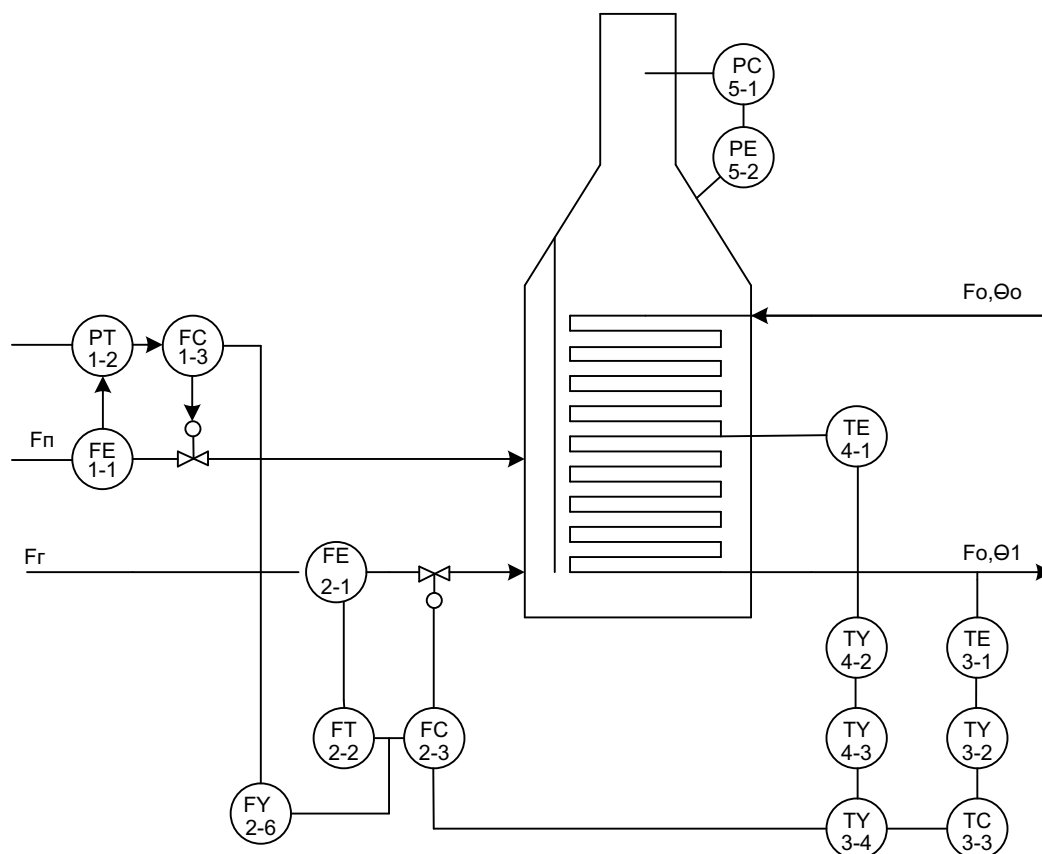 PC
5-1
PE
5-2
Fo,Ѳo
PT
1-2
FC
1-3
TE
4-1
Fп
FE
1-1
Fг
FE
2-1
Fo,Ѳ1
TY
4-2
TE
3-1
FT
2-2
FC
2-3
TY
4-3
TY
3-2
FY
2-6
TY
3-4
TC
3-3